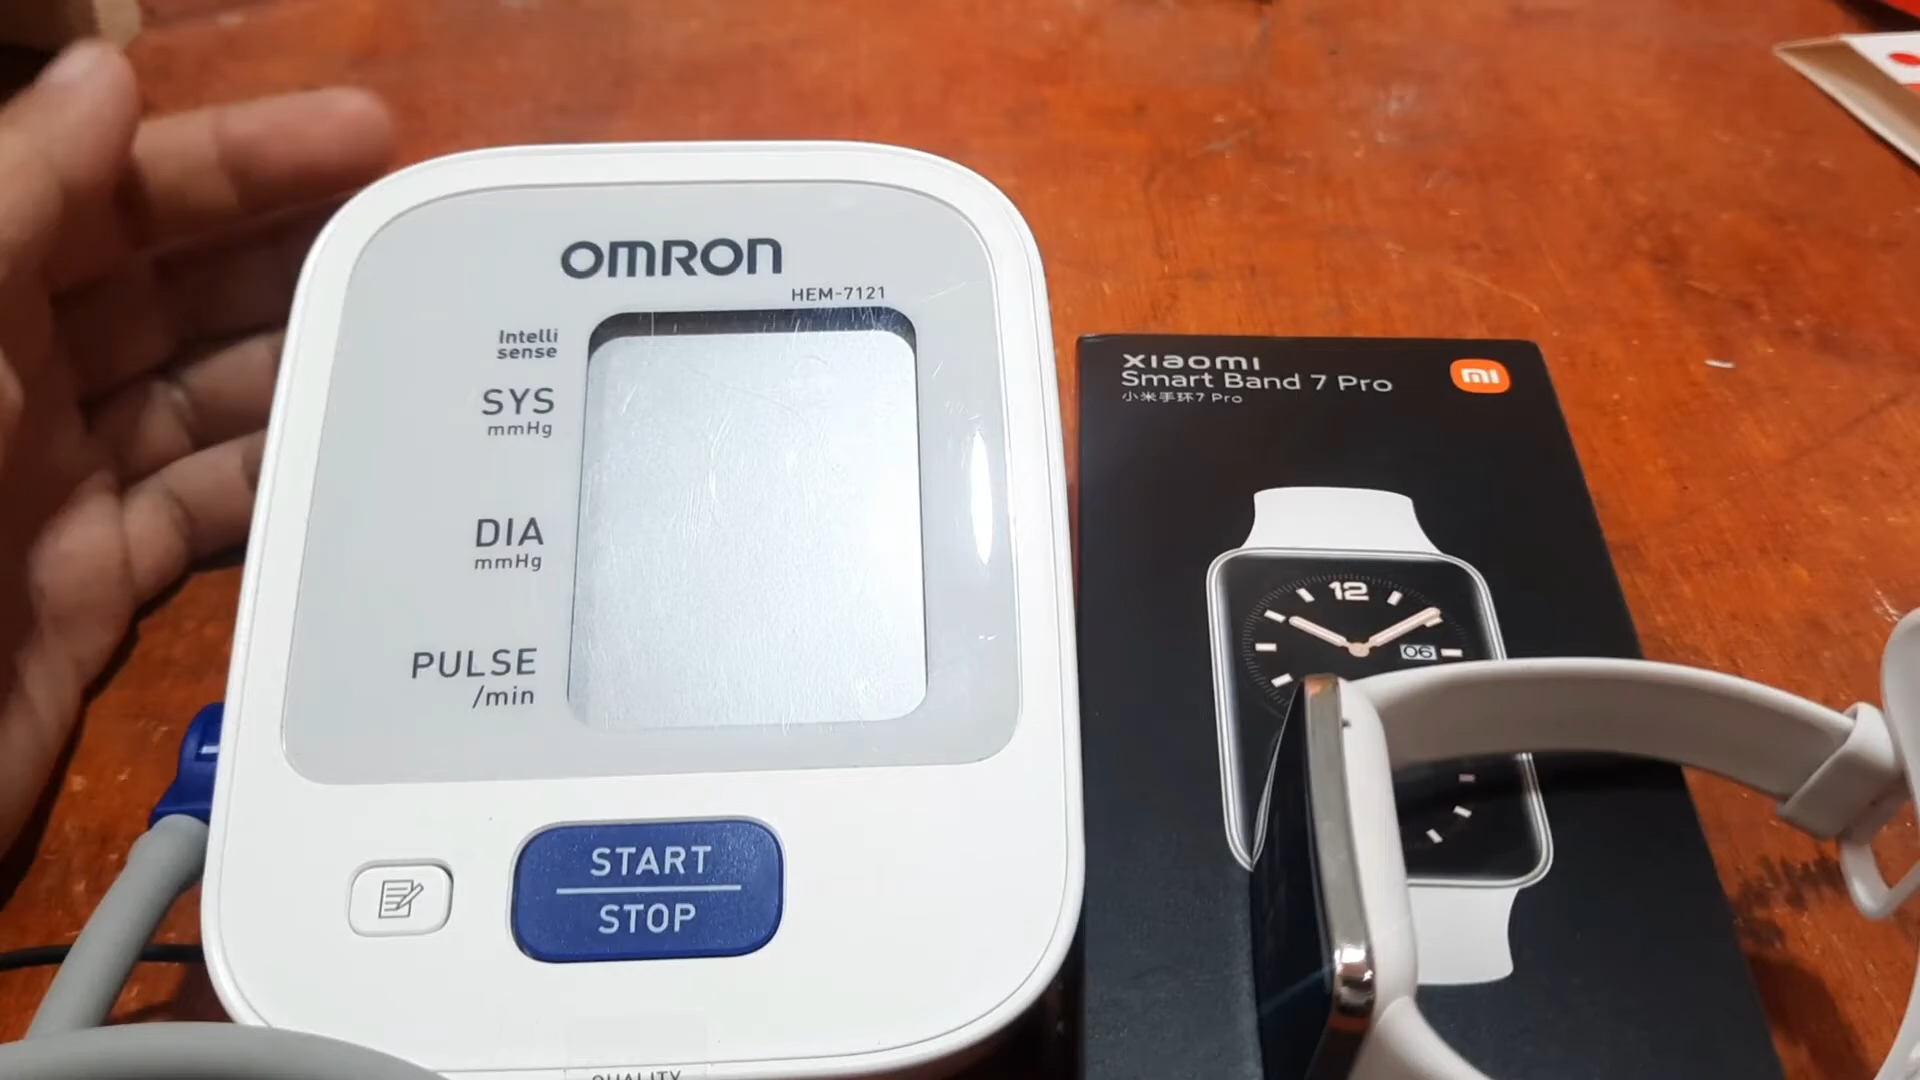 OMRON
HEM-7121
Intelli
sense
SYS
mmHg
DIA
mmHg
PULSE
/min
START
STOP
QUALITY
xiaomi
Smart Band 7 Pro
小米手环7 Pro
mi
12
06